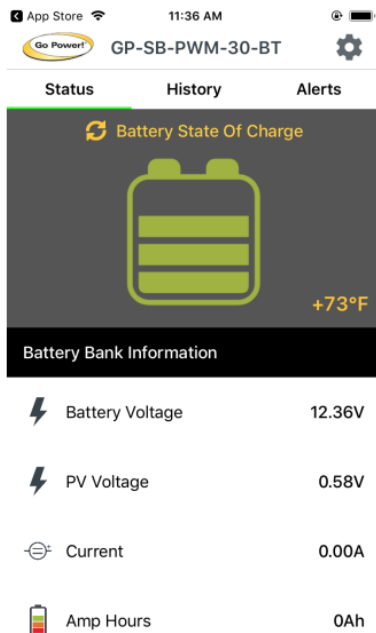 App Store 11:36 AM
Go Power! GP-SB-PWM-30-BT
Status History Alerts
Battery State Of Charge
+73°F
Battery Bank Information
Battery Voltage 12.36V
PV Voltage 0.58V
Current 0.00A
Amp Hours 0Ah